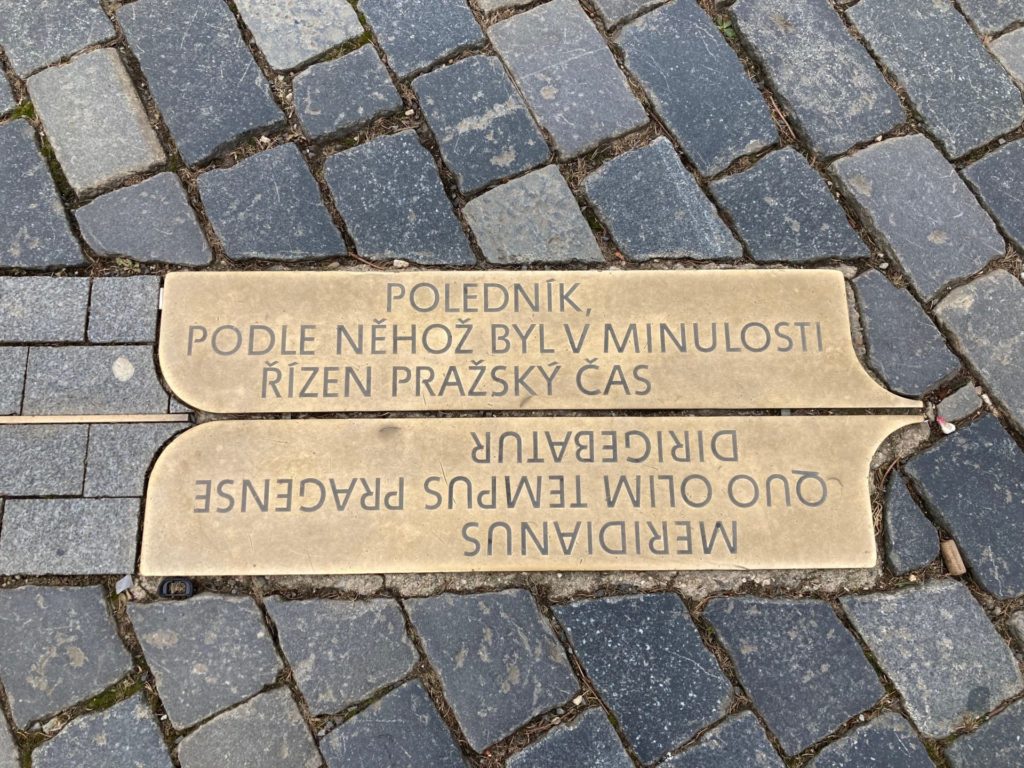 POLEDNÍK,
PODLE NĚHOŽ BYL V MINULOSTI
ŘÍZEN PRAŽSKÝ ČAS
MERIDIANUS
QUO OLIM TEMPUS PRAGENSE
DIRIGEBATUR